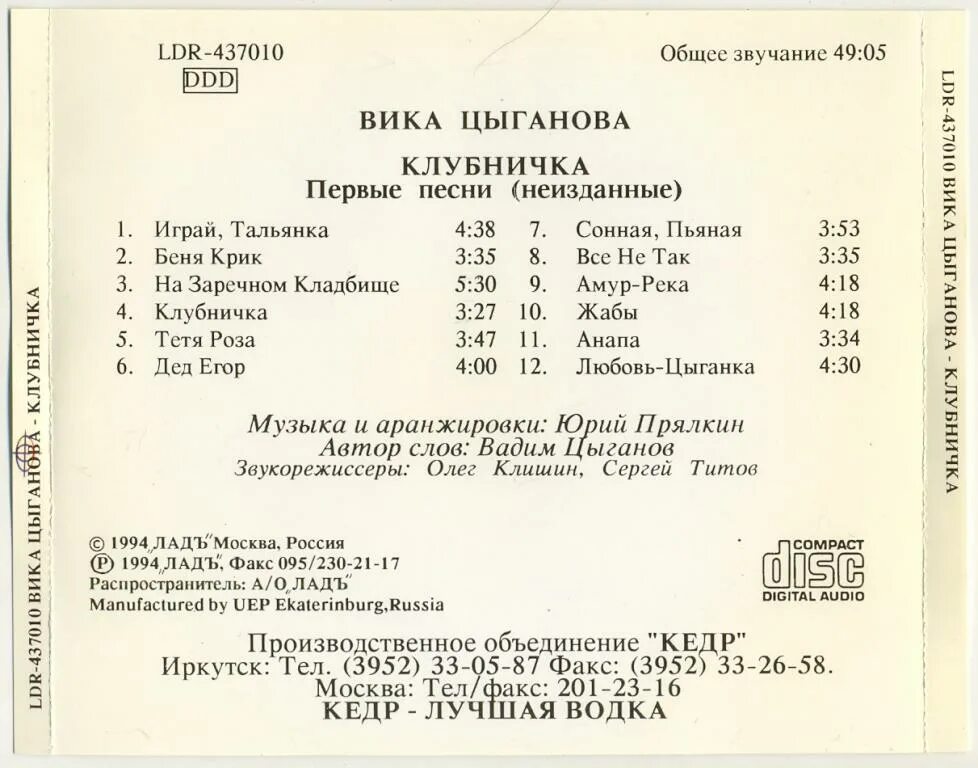 LDR-437010
Общее звучание 49:05
DDD
ВИКА ЦЫГАНОВА
КЛУБНИЧКА
Первые песни (неизданные)
1. Играй, Тальянка 4:38
2. Беня Крик 3:35
3. На Заречном Кладбище 5:30
4. Клубничка 3:27
5. Тетя Роза 3:47
6. Дед Егор 4:00
7. Сонная, Пьяная 3:53
8. Все Не Так 3:35
9. Амур-Река 4:18
10. Жабы 4:18
11. Анапа 3:34
12. Любовь-Цыганка 4:30
Музыка и аранжировки: Юрий Прялкин
Автор слов: Вадим Цыганов
Звукорежиссеры: Олег Клишин, Сергей Титов
© 1994 „ЛАДЪ" Москва, Россия
Ⓟ 1994 „ЛАДЪ", Факс 095/230-21-17
Распространитель: А/О „ЛАДЪ"
Manufactured by UEP Ekaterinburg,Russia
COMPACT
disc
DIGITAL AUDIO
Производственное объединение "КЕДР"
Иркутск: Тел. (3952) 33-05-87 Факс: (3952) 33-26-58.
Москва: Тел/факс: 201-23-16
КЕДР - ЛУЧШАЯ ВОДКА
LDR-437010 ВИКА ЦЫГАНОВА - КЛУБНИЧКА
LDR-437010 ВИКА ЦЫГАНОВА - КЛУБНИЧКА